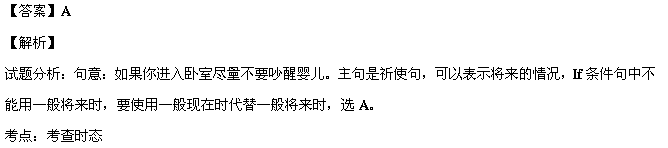 【答案】A
【解析】
试题分析：句意：如果你进入卧室尽量不要吵醒婴儿。主句是祈使句，可以表示将来的情况，If 条件句中不
能用一般将来时，要使用一般现在时代替一般将来时，选 A。
考点：考查时态